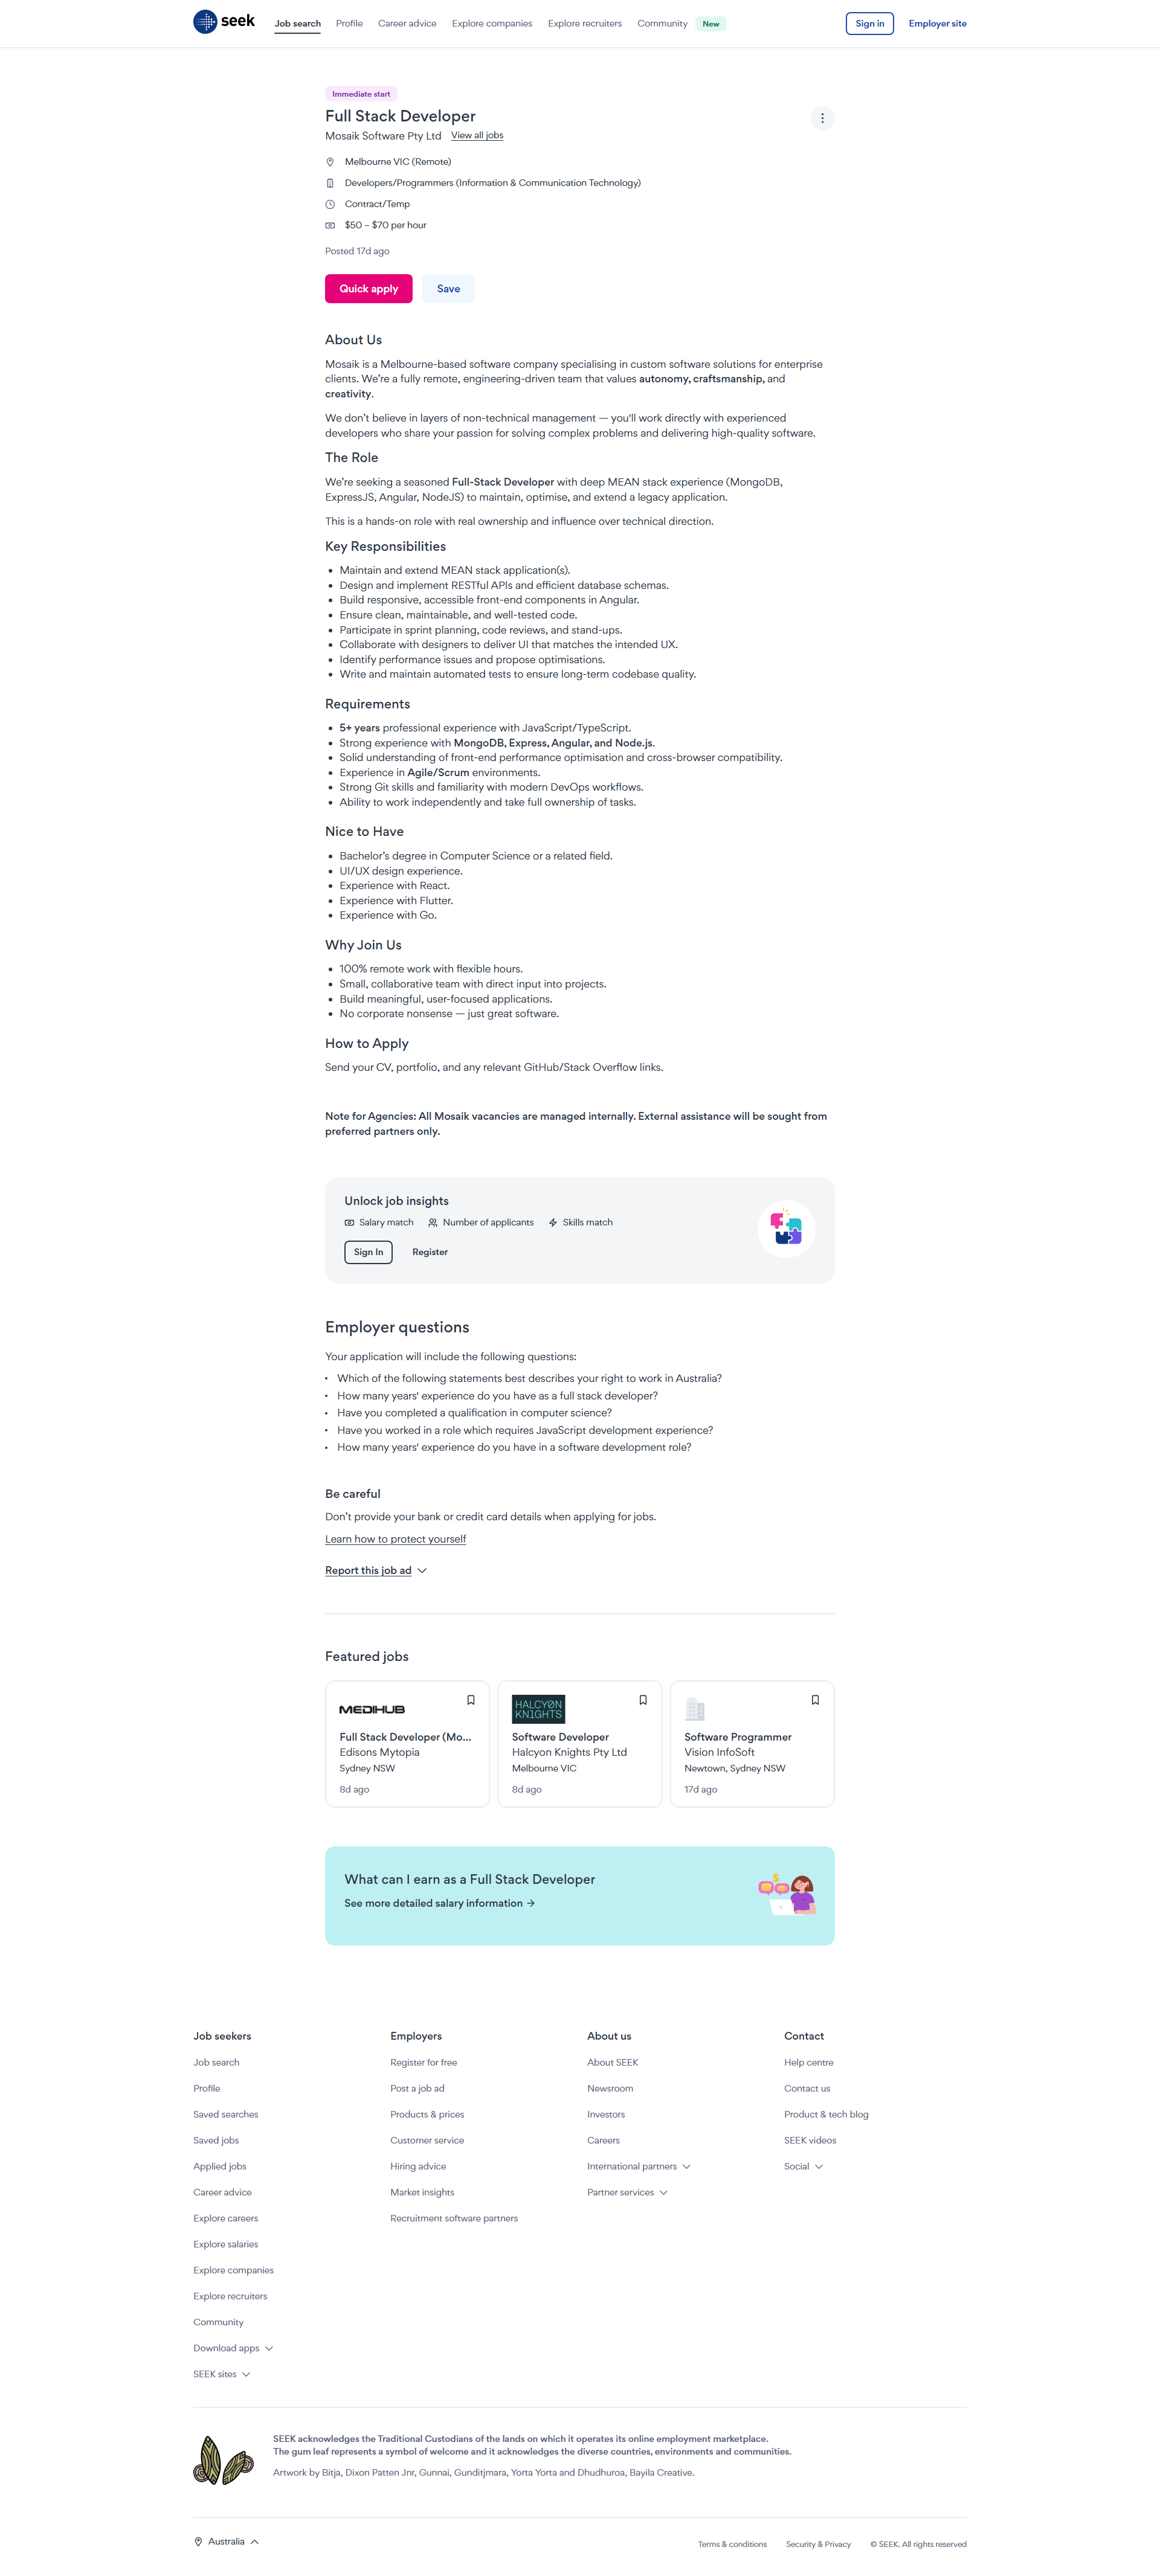 seek
Job search
Profile
Career advice
Explore companies
Explore recruiters
Community
New
Sign in
Employer site
Immediate start
Full Stack Developer
Mosaik Software Pty Ltd
View all jobs
Melbourne VIC (Remote)
Developers/Programmers (Information & Communication Technology)
Contract/Temp
$50 – $70 per hour
Posted 17d ago
Quick apply
Save
About Us
Mosaik is a Melbourne-based software company specialising in custom software solutions for enterprise
clients. We're a fully remote, engineering-driven team that values autonomy, craftsmanship, and
creativity.
We don't believe in layers of non-technical management — you'll work directly with experienced
developers who share your passion for solving complex problems and delivering high-quality software.
The Role
We're seeking a seasoned Full-Stack Developer with deep MEAN stack experience (MongoDB,
ExpressJS, Angular, NodeJS) to maintain, optimise, and extend a legacy application.
This is a hands-on role with real ownership and influence over technical direction.
Key Responsibilities
• Maintain and extend MEAN stack application(s).
• Design and implement RESTful APIs and efficient database schemas.
• Build responsive, accessible front-end components in Angular.
• Ensure clean, maintainable, and well-tested code.
• Participate in sprint planning, code reviews, and stand-ups.
• Collaborate with designers to deliver UI that matches the intended UX.
• Identify performance issues and propose optimisations.
• Write and maintain automated tests to ensure long-term codebase quality.
Requirements
• 5+ years professional experience with JavaScript/TypeScript.
• Strong experience with MongoDB, Express, Angular, and Node.js.
• Solid understanding of front-end performance optimisation and cross-browser compatibility.
• Experience in Agile/Scrum environments.
• Strong Git skills and familiarity with modern DevOps workflows.
• Ability to work independently and take full ownership of tasks.
Nice to Have
• Bachelor's degree in Computer Science or a related field.
• UI/UX design experience.
• Experience with React.
• Experience with Flutter.
• Experience with Go.
Why Join Us
• 100% remote work with flexible hours.
• Small, collaborative team with direct input into projects.
• Build meaningful, user-focused applications.
• No corporate nonsense — just great software.
How to Apply
Send your CV, portfolio, and any relevant GitHub/Stack Overflow links.
Note for Agencies: All Mosaik vacancies are managed internally. External assistance will be sought from
preferred partners only.
Unlock job insights
Salary match
Number of applicants
Skills match
Sign In
Register
Employer questions
Your application will include the following questions:
• Which of the following statements best describes your right to work in Australia?
• How many years' experience do you have as a full stack developer?
• Have you completed a qualification in computer science?
• Have you worked in a role which requires JavaScript development experience?
• How many years' experience do you have in a software development role?
Be careful
Don't provide your bank or credit card details when applying for jobs.
Learn how to protect yourself
Report this job ad
Featured jobs
MEDIHUB
Full Stack Developer (Mo...
Edisons Mytopia
Sydney NSW
8d ago
HALCYON
KNIGHTS
Software Developer
Halcyon Knights Pty Ltd
Melbourne VIC
8d ago
Software Programmer
Vision InfoSoft
Newtown, Sydney NSW
17d ago
What can I earn as a Full Stack Developer
See more detailed salary information →
$
Job seekers
Job search
Profile
Saved searches
Saved jobs
Applied jobs
Career advice
Explore careers
Explore salaries
Explore companies
Explore recruiters
Community
Download apps
SEEK sites
Employers
Register for free
Post a job ad
Products & prices
Customer service
Hiring advice
Market insights
Recruitment software partners
About us
About SEEK
Newsroom
Investors
Careers
International partners
Partner services
Contact
Help centre
Contact us
Product & tech blog
SEEK videos
Social
SEEK acknowledges the Traditional Custodians of the lands on which it operates its online employment marketplace.
The gum leaf represents a symbol of welcome and it acknowledges the diverse countries, environments and communities.
Artwork by Bitja, Dixon Patten Jnr, Gunnai, Gunditjmara, Yorta Yorta and Dhudhuroa, Bayila Creative.
Australia
Terms & conditions
Security & Privacy
© SEEK. All rights reserved